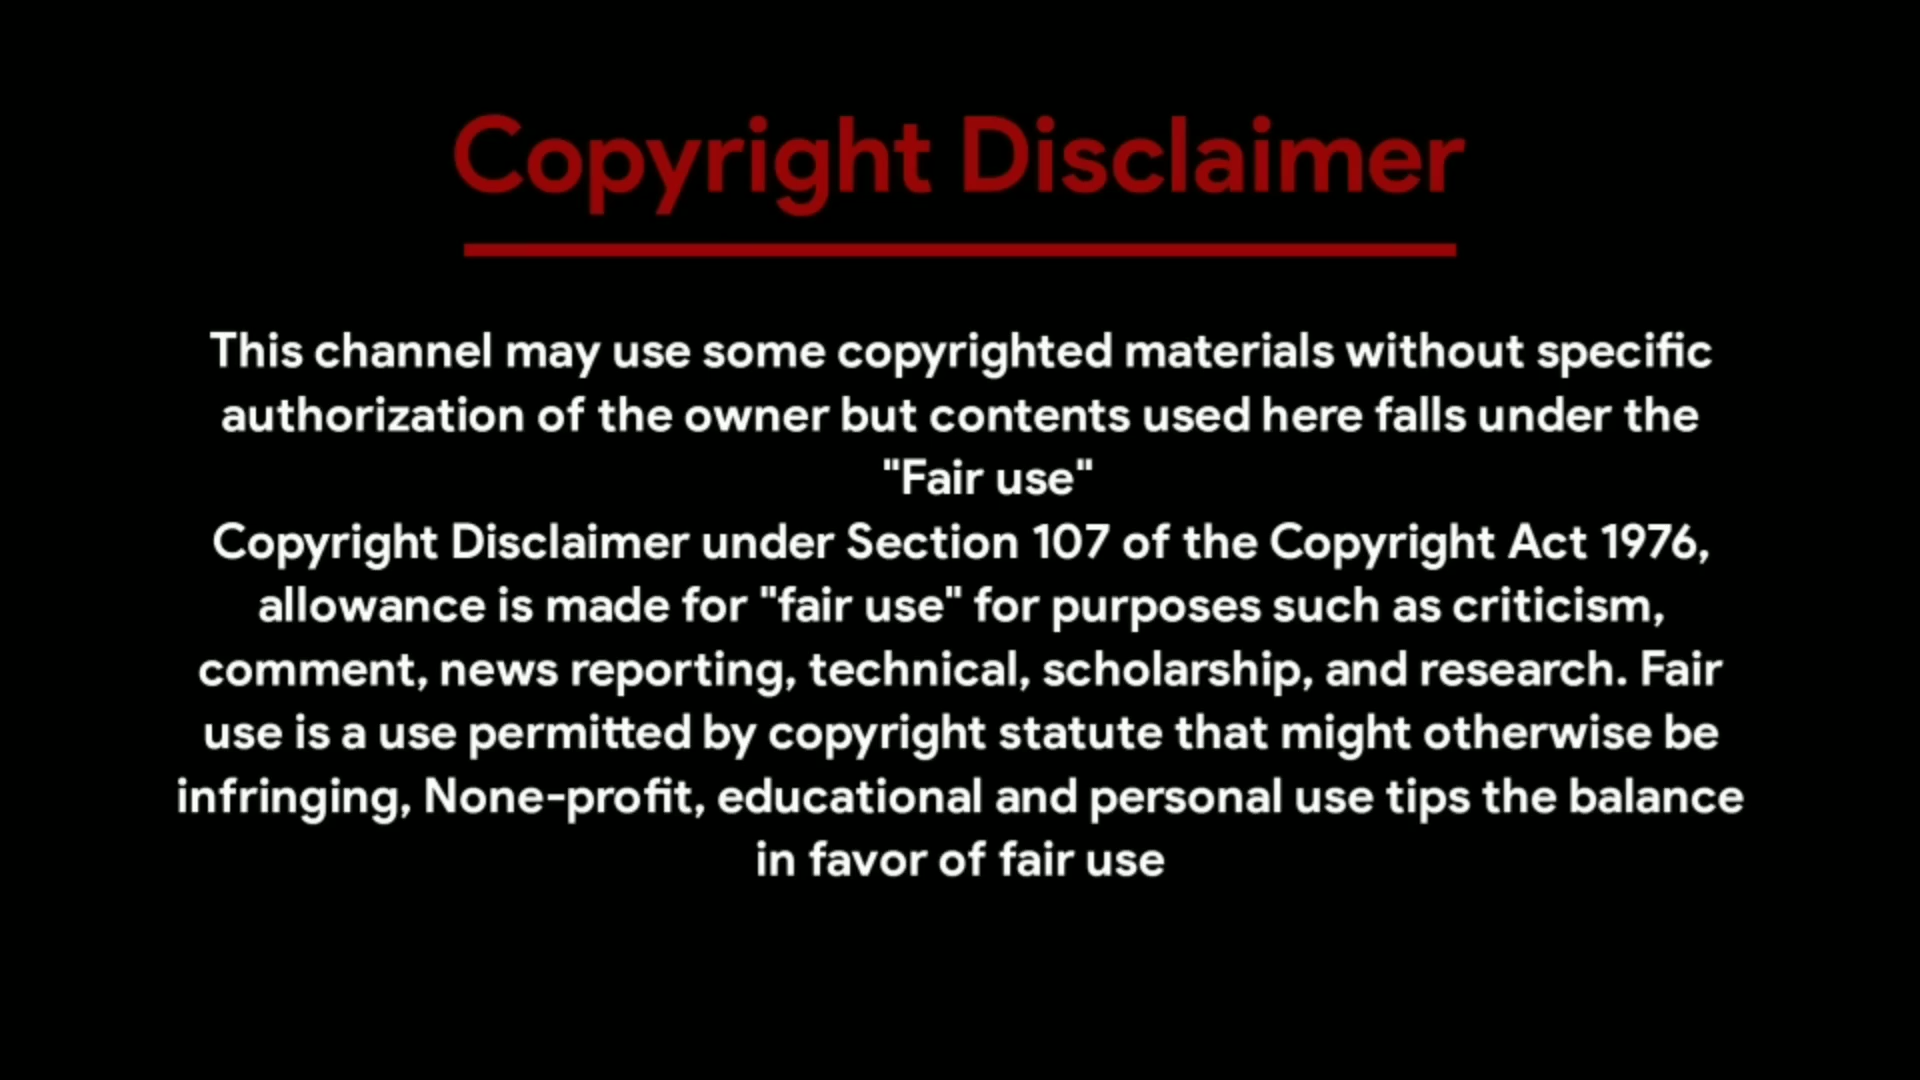 Copyright Disclaimer
This channel may use some copyrighted materials without specific
authorization of the owner but contents used here falls under the
"Fair use"
Copyright Disclaimer under Section 107 of the Copyright Act 1976,
allowance is made for "fair use" for purposes such as criticism,
comment, news reporting, technical, scholarship, and research. Fair
use is a use permitted by copyright statute that might otherwise be
infringing, None-profit, educational and personal use tips the balance
in favor of fair use